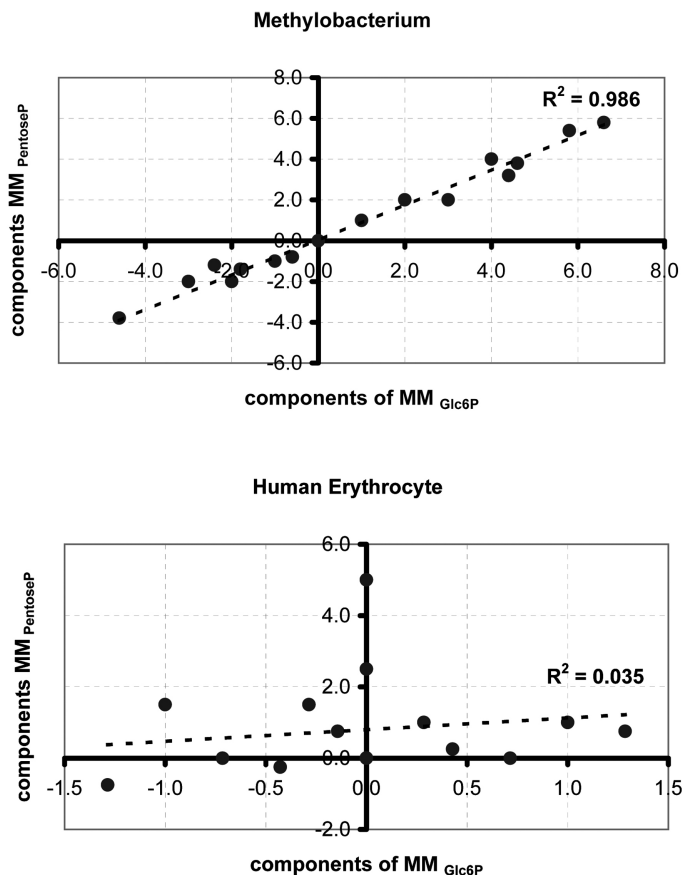 Methylobacterium
8.0
R² = 0.986
6.0
4.0
2.0
0.0
-6.0 -4.0 -2.0 0.0 2.0 4.0 6.0 8.0
-2.0
-4.0
-6.0
components MM PentoseP
components of MM Glc6P
Human Erythrocyte
6.0
4.0
R² = 0.035
2.0
0.0
-1.5 -1.0 -0.5 0.0 0.5 1.0 1.5
-2.0
components MM PentoseP
components of MM Glc6P